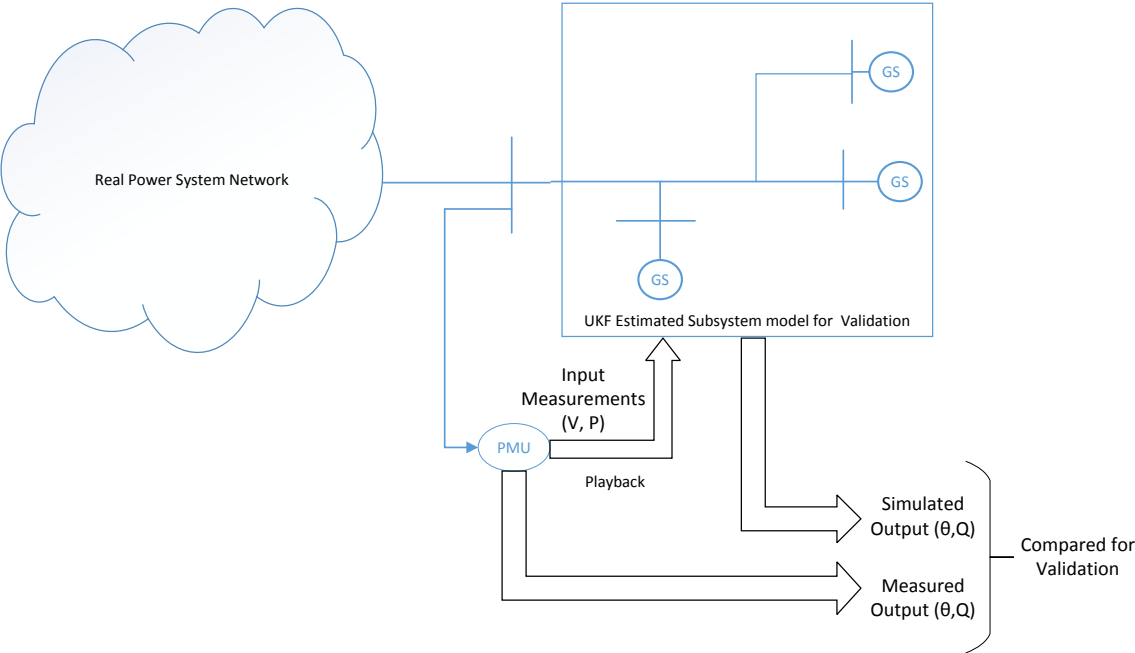 GS
Real Power System Network
GS
GS
UKF Estimated Subsystem model for  Validation
Input
Measurements
(V, P)
PMU
Playback
Simulated
Output (θ,Q)
Compared for
Validation
Measured
Output (θ,Q)